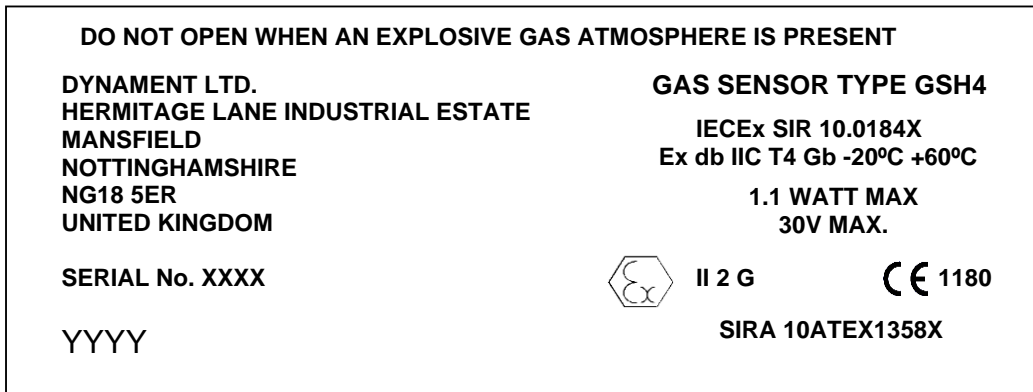 DO NOT OPEN WHEN AN EXPLOSIVE GAS ATMOSPHERE IS PRESENT
DYNAMENT LTD.
HERMITAGE LANE INDUSTRIAL ESTATE
MANSFIELD
NOTTINGHAMSHIRE
NG18 5ER
UNITED KINGDOM
SERIAL No. XXXX
YYYY
GAS SENSOR TYPE GSH4
IECEx SIR 10.0184X
Ex db IIC T4 Gb -20ºC +60ºC
1.1 WATT MAX
30V MAX.
Ex II 2 G CE 1180
SIRA 10ATEX1358X